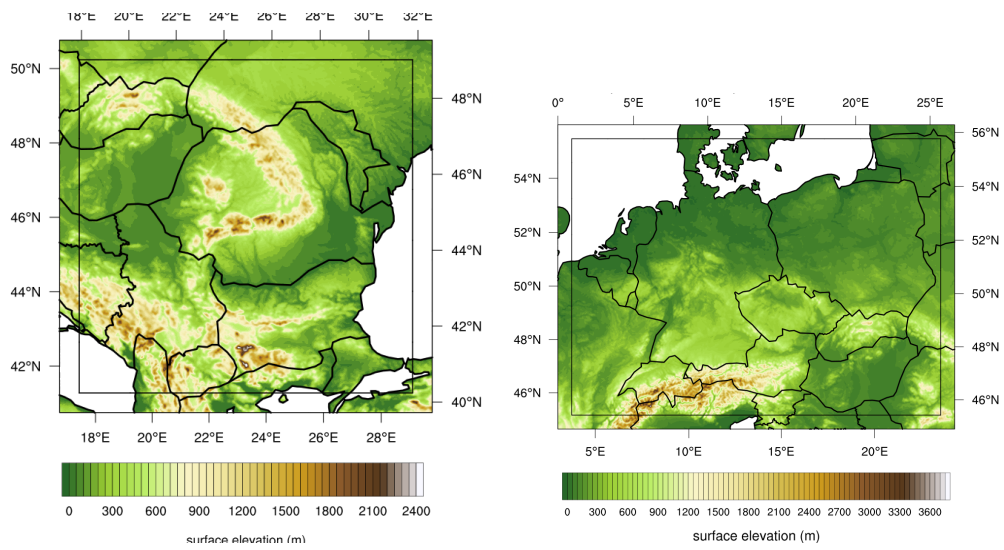 18°E 20°E 22°E 24°E 26°E 28°E 30°E 32°E
50°N
48°N
46°N
44°N
42°N
48°N
46°N
44°N
42°N
40°N
18°E 20°E 22°E 24°E 26°E 28°E
0 300 600 900 1200 1500 1800 2100 2400
surface elevation (m)
0° 5°E 10°E 15°E 20°E 25°E
54°N
52°N
50°N
48°N
46°N
56°N
54°N
52°N
50°N
48°N
46°N
5°E 10°E 15°E 20°E
0 300 600 900 1200 1500 1800 2100 2400 2700 3000 3300 3600
surface elevation (m)